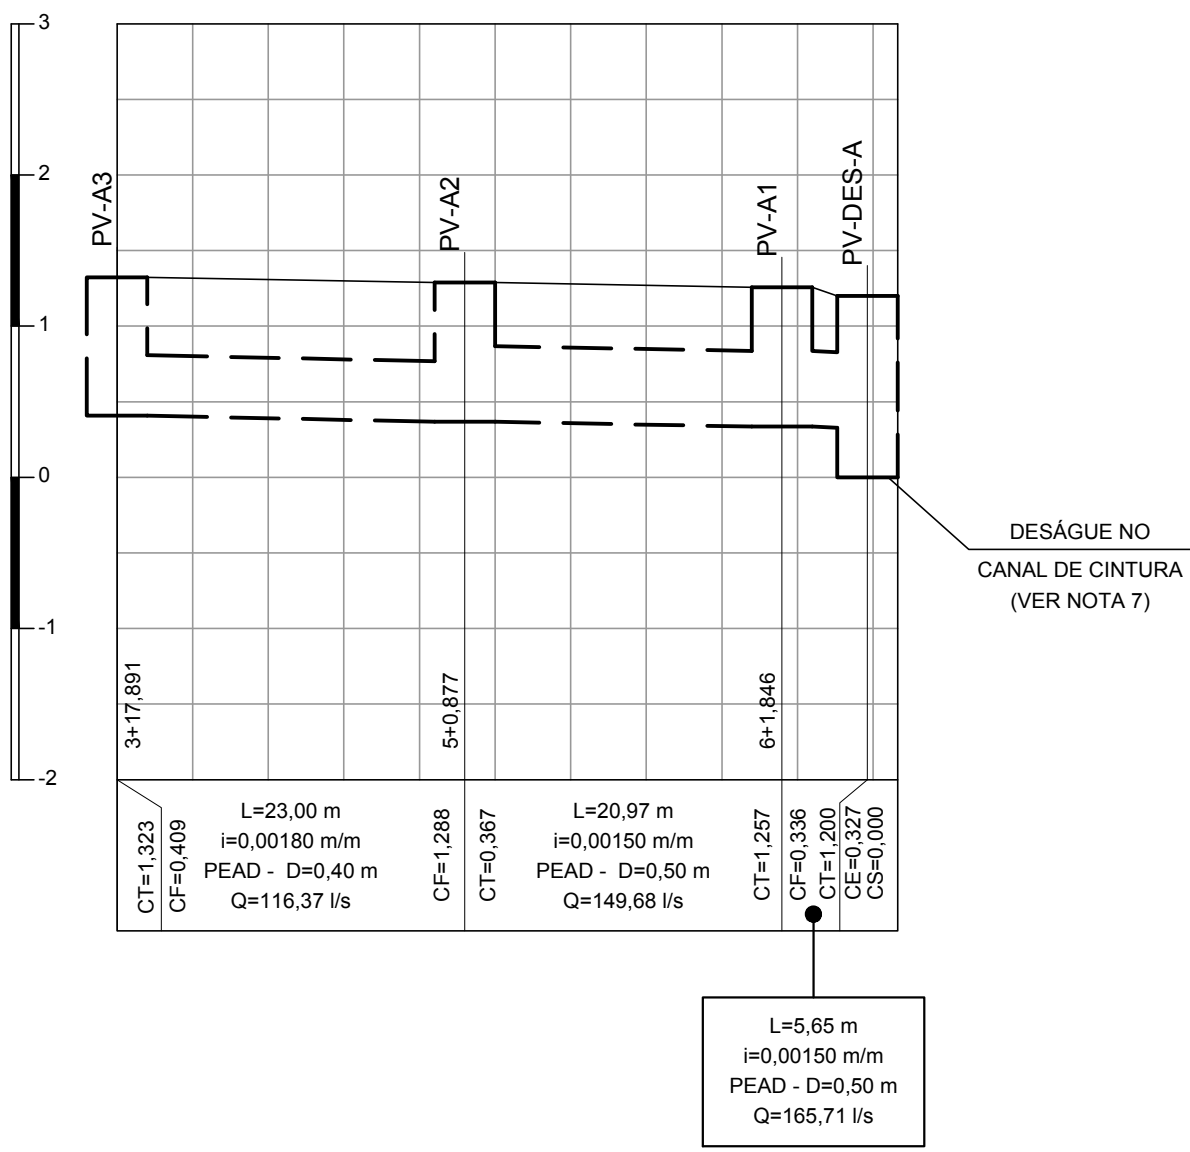 3
2
1
0
-1
-2
PV-A3
PV-A2
PV-A1
PV-DES-A
DESÁGUE NO
CANAL DE CINTURA
(VER NOTA 7)
3+17,891
5+0,877
6+1,846
CT=1,323
CF=0,409
L=23,00 m
i=0,00180 m/m
PEAD - D=0,40 m
Q=116,37 l/s
CF=1,288
CT=0,367
L=20,97 m
i=0,00150 m/m
PEAD - D=0,50 m
Q=149,68 l/s
CT=1,257
CF=0,336
CT=1,200
CE=0,327
CS=0,000
L=5,65 m
i=0,00150 m/m
PEAD - D=0,50 m
Q=165,71 l/s